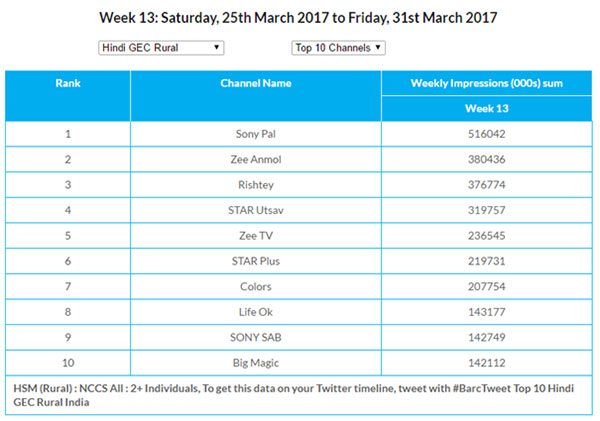 Week 13: Saturday, 25th March 2017 to Friday, 31st March 2017
Hindi GEC Rural Top 10 Channels
Rank Channel Name Weekly Impressions (000s) sum
Week 13
1 Sony Pal 516042
2 Zee Anmol 380436
3 Rishtey 376774
4 STAR Utsav 319757
5 Zee TV 236545
6 STAR Plus 219731
7 Colors 207754
8 Life Ok 143177
9 SONY SAB 142749
10 Big Magic 142112
HSM (Rural) : NCCS All : 2+ Individuals, To get this data on your Twitter timeline, tweet with #BarcTweet Top 10 Hindi
GEC Rural India